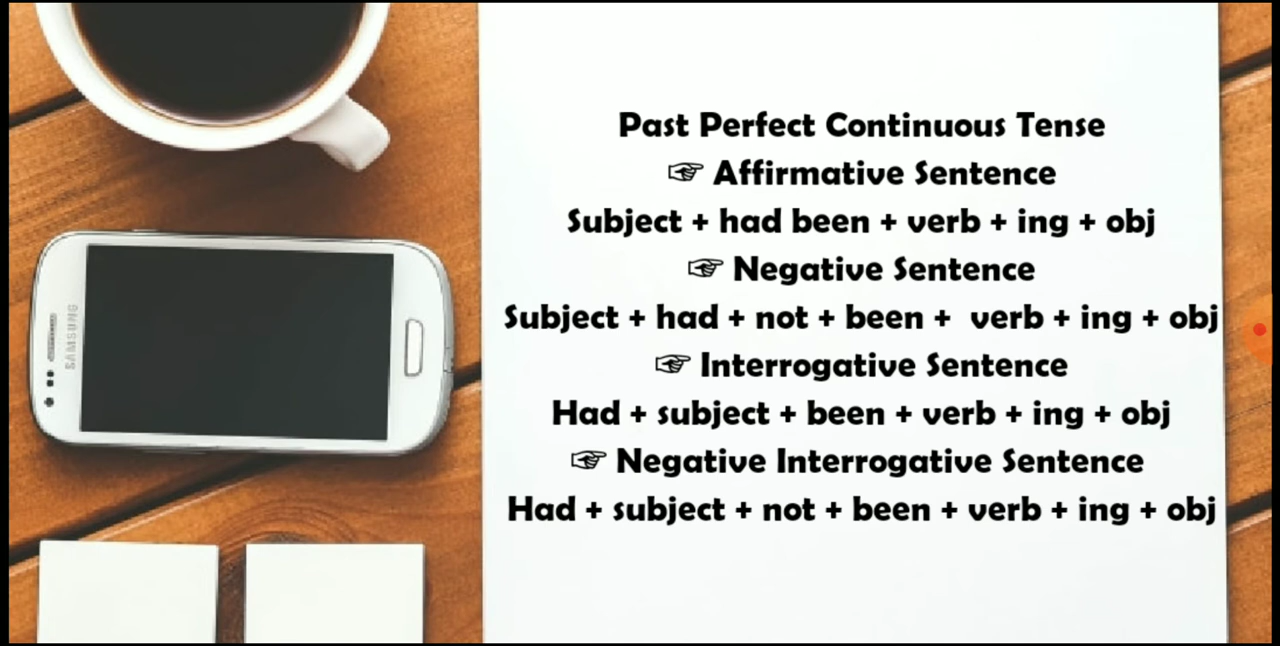 Past Perfect Continuous Tense
☞ Affirmative Sentence
Subject + had been + verb + ing + obj
☞ Negative Sentence
Subject + had + not + been +  verb + ing + obj
☞ Interrogative Sentence
Had + subject + been + verb + ing + obj
☞ Negative Interrogative Sentence
Had + subject + not + been + verb + ing + obj
SAMSUNG